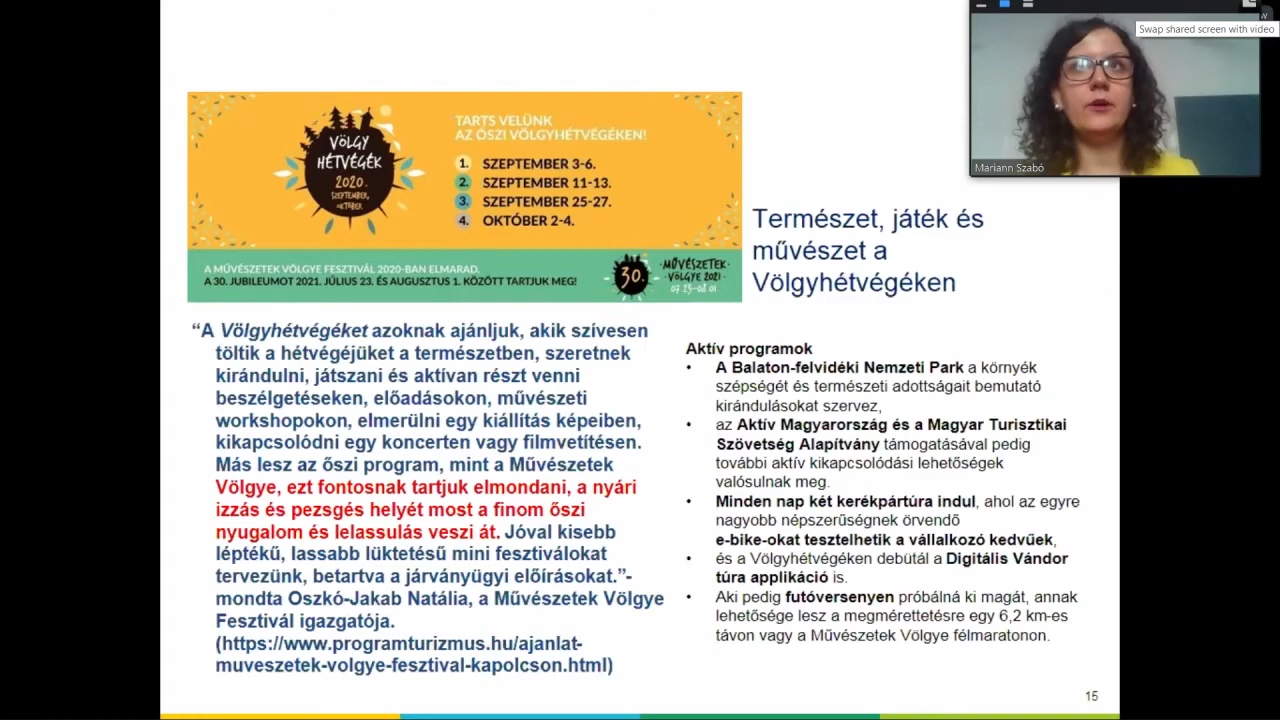 Swap shared screen with video
Mariann Szabó
VÖLGY
HÉTVÉGÉK
2020.
SZEPTEMBER,
OKTÓBER.
TARTS VELÜNK
AZ ŐSZI VÖLGYHÉTVÉGÉKEN!
1. SZEPTEMBER 3-6.
2. SZEPTEMBER 11-13.
3. SZEPTEMBER 25-27.
4. OKTÓBER 2-4.
A MŰVÉSZETEK VÖLGYE FESZTIVÁL 2020-BAN ELMARAD.
A 30. JUBILEUMOT 2021. JÚLIUS 23. ÉS AUGUSZTUS 1. KÖZÖTT TARTJUK MEG!
30.
MŰVÉSZETEK
VÖLGYE 2021
07.23-08.01.
Természet, játék és
művészet a
Völgyhétvégéken
“A Völgyhétvégéket azoknak ajánljuk, akik szívesen
töltik a hétvégéjüket a természetben, szeretnek
kirándulni, játszani és aktívan részt venni
beszélgetéseken, előadásokon, művészeti
workshopokon, elmerülni egy kiállítás képeiben,
kikapcsolódni egy koncerten vagy filmvetítésen.
Más lesz az őszi program, mint a Művészetek
Völgye, ezt fontosnak tartjuk elmondani, a nyári
izzás és pezsgés helyét most a finom őszi
nyugalom és lelassulás veszi át. Jóval kisebb
léptékű, lassabb lüktetésű mini fesztiválokat
tervezünk, betartva a járványügyi előírásokat.”-
mondta Oszkó-Jakab Natália, a Művészetek Völgye
Fesztivál igazgatója.
(https://www.programturizmus.hu/ajanlat-
muveszetek-volgye-fesztival-kapolcson.html)
Aktív programok
• A Balaton-felvidéki Nemzeti Park a környék
szépségét és természeti adottságait bemutató
kirándulásokat szervez,
• az Aktív Magyarország és a Magyar Turisztikai
Szövetség Alapítvány támogatásával pedig
további aktív kikapcsolódási lehetőségek
valósulnak meg.
• Minden nap két kerékpártúra indul, ahol az egyre
nagyobb népszerűségnek örvendő
e-bike-okat tesztelhetik a vállalkozó kedvűek,
• és a Völgyhétvégéken debütál a Digitális Vándor
túra applikáció is.
• Aki pedig futóversenyen próbálná ki magát, annak
lehetősége lesz a megmérettetésre egy 6,2 km-es
távon vagy a Művészetek Völgye félmaratonon.
15